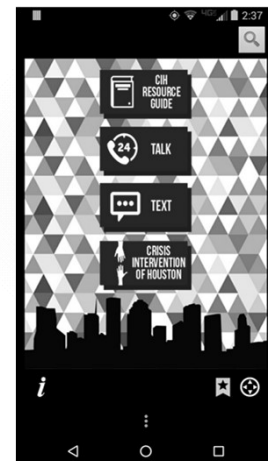 2:37
CIH
RESOURCE
GUIDE
24
TALK
TEXT
CRISIS
INTERVENTION
OF HOUSTON
i